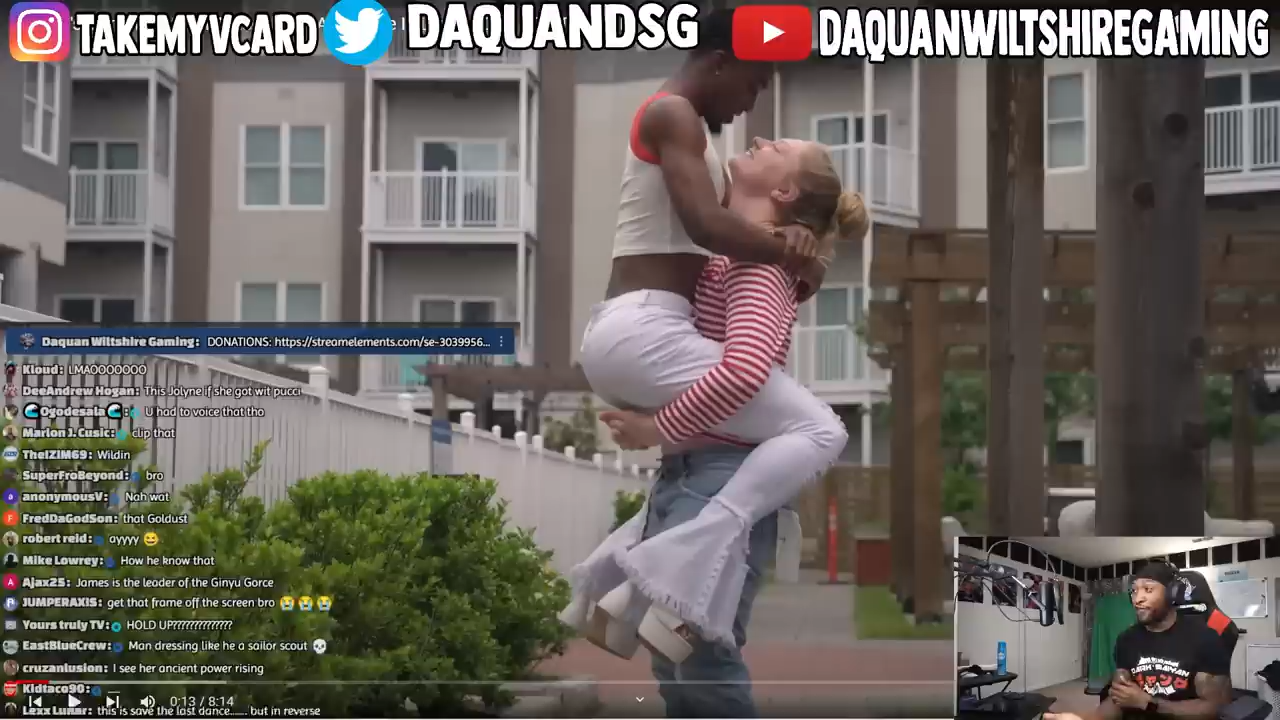 TAKEMYVCARD DAQUANDSG DAQUANWILTSHIREGAMING
Daquan Wiltshire Gaming: DONATIONS: https://streamelements.com/se-3039956...
Kloud: LMAOOOOOOO
DeeAndrew Hogan: This Jolyne if she got wit pucci
🌊Ogodesala🌊: U had to voice that tho
Marlon J. Cusic: clip that
TheIZIM69: Wildin
SuperFroBeyond: bro
anonymousV: Nah wat
FredDaGodSon: that Goldust
robert reid: ayyyy 😆
Mike Lowrey: How he know that
Ajax25: James is the leader of the Ginyu Gorce
JUMPERAXIS: get that frame off the screen bro 😭😭😭
Yours truly TV: HOLD UP?????????????
EastBlueCrew: Man dressing like he a sailor scout 💀
cruzanlusion: I see her ancient power rising
Kidtaco90:
0:13 / 8:14
Lexx Lunar: this is save the last dance....... but in reverse